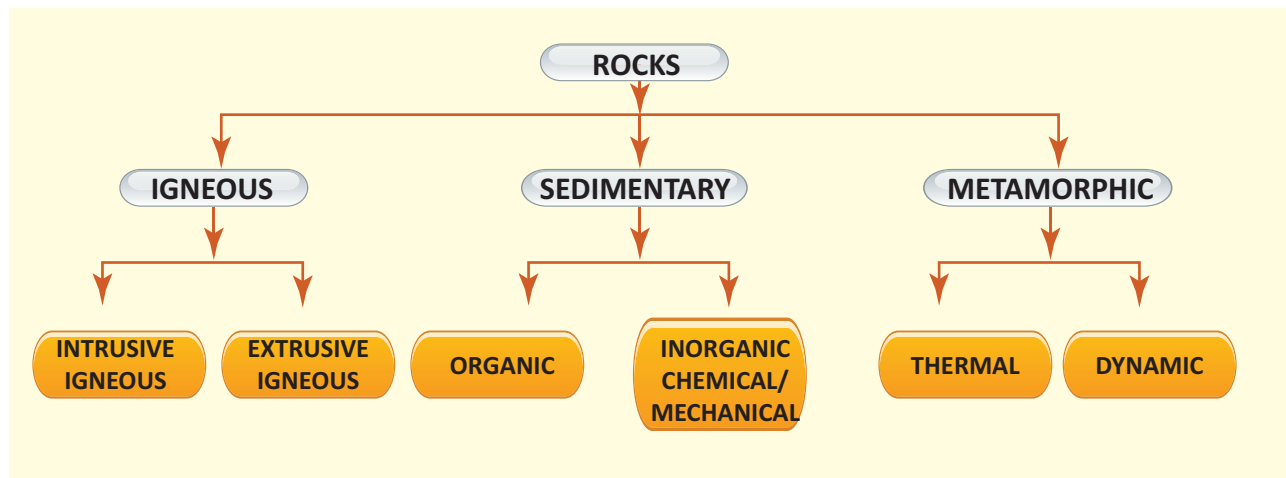 ROCKS
IGNEOUS
SEDIMENTARY
METAMORPHIC
INTRUSIVE
IGNEOUS
EXTRUSIVE
IGNEOUS
ORGANIC
INORGANIC
CHEMICAL/
MECHANICAL
THERMAL
DYNAMIC